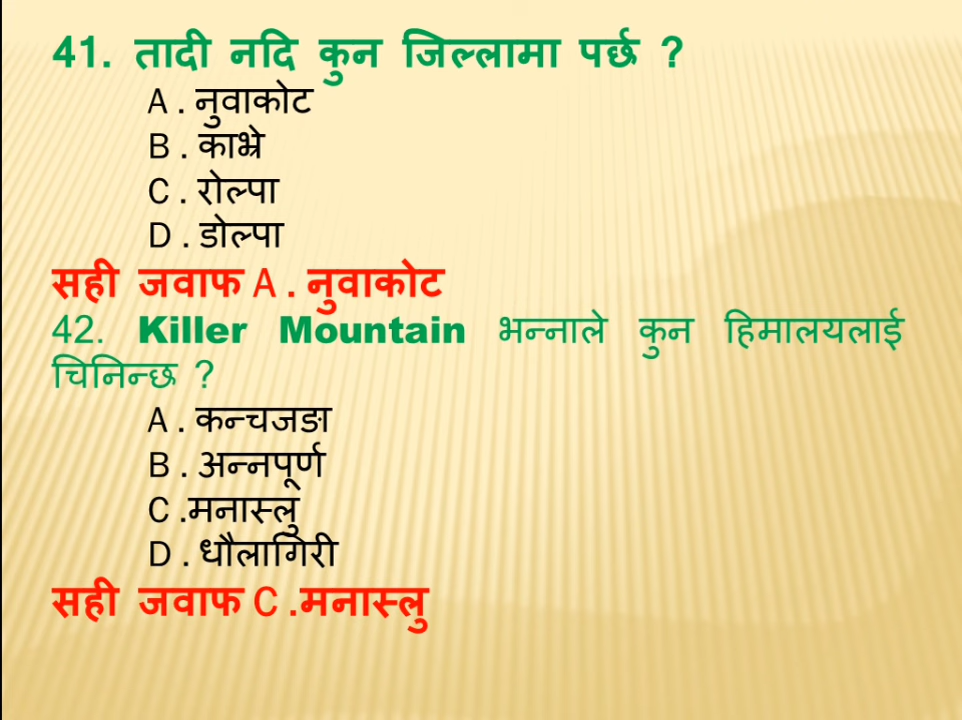 41. तादी नदि कुन जिल्लामा पर्छ ?
A . नुवाकोट
B . काभ्रे
C . रोल्पा
D . डोल्पा
सही जवाफ A . नुवाकोट
42. Killer Mountain भन्नाले कुन हिमालयलाई
चिनिन्छ ?
A . कन्चजङा
B . अन्नपूर्ण
C .मनास्लु
D . धौलागिरी
सही जवाफ C .मनास्लु